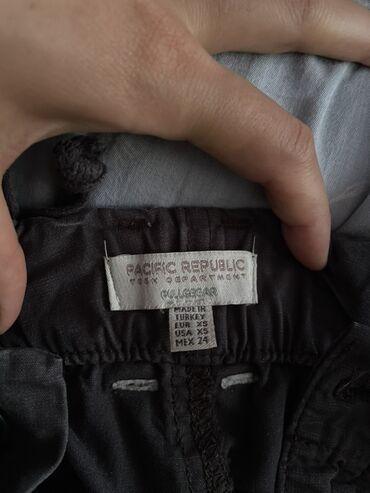 PACIFIC REPUBLIC
TEEN DEPARTMENT
PULL&BEAR
MADE IN
TURKEY
EUR XS
USA XS
MEX 24